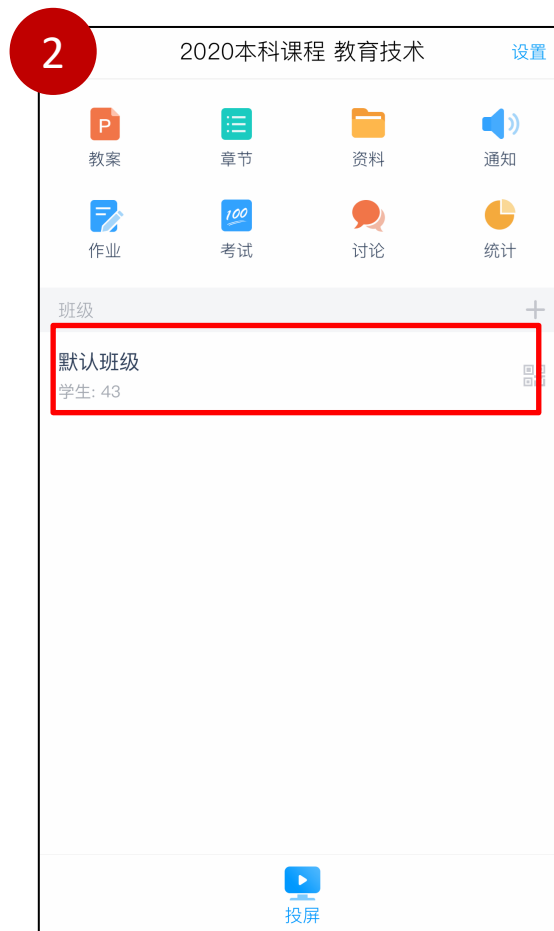 2
2020本科课程 教育技术 设置
P
教案 章节 资料 通知
100
作业 考试 讨论 统计
班级
默认班级
学生: 43
投屏